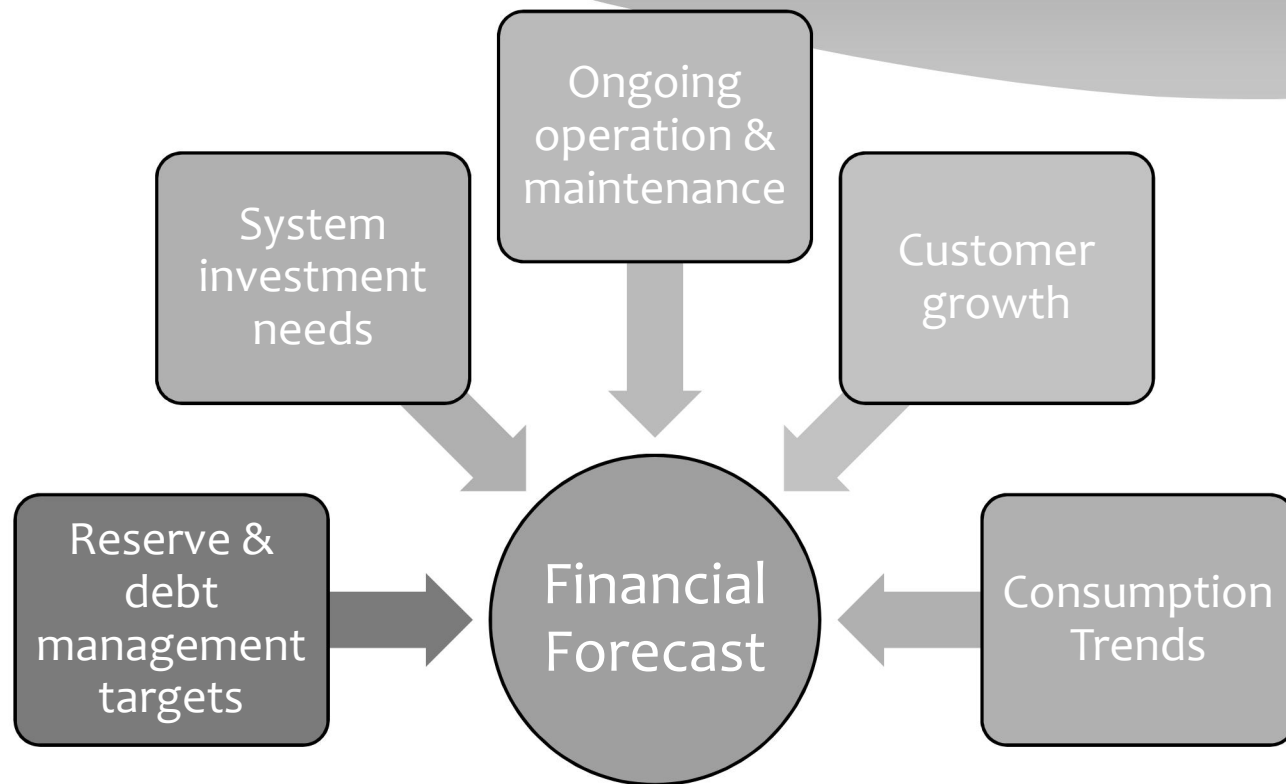 Ongoing
operation &
maintenance
System
investment
needs
Customer
growth
Reserve &
debt
management
targets
Financial
Forecast
Consumption
Trends